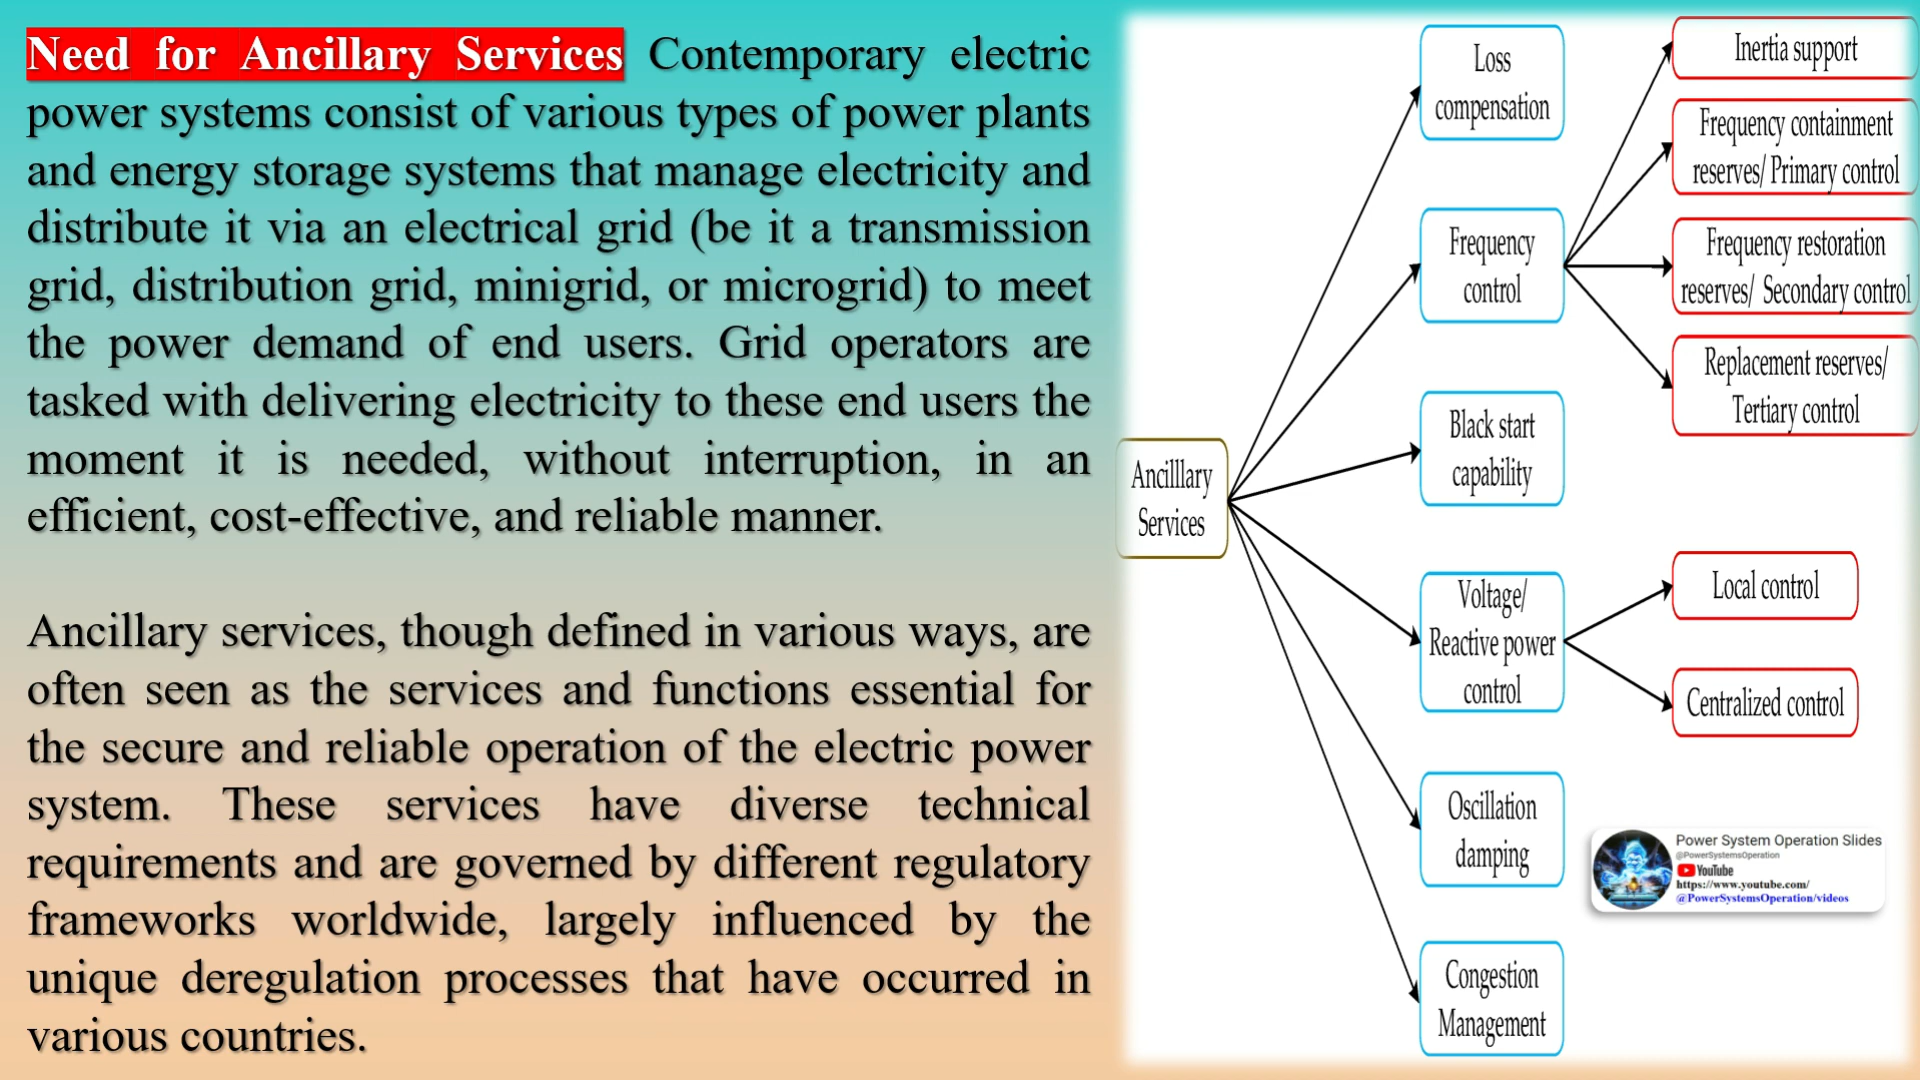 Need for Ancillary Services Contemporary electric
power systems consist of various types of power plants
and energy storage systems that manage electricity and
distribute it via an electrical grid (be it a transmission
grid, distribution grid, minigrid, or microgrid) to meet
the power demand of end users. Grid operators are
tasked with delivering electricity to these end users the
moment it is needed, without interruption, in an
efficient, cost-effective, and reliable manner.
Ancillary services, though defined in various ways, are
often seen as the services and functions essential for
the secure and reliable operation of the electric power
system. These services have diverse technical
requirements and are governed by different regulatory
frameworks worldwide, largely influenced by the
unique deregulation processes that have occurred in
various countries.
Ancilllary
Services
Loss
compensation
Frequency
control
Black start
capability
Voltage/
Reactive power
control
Oscillation
damping
Congestion
Management
Inertia support
Frequency containment
reserves/ Primary control
Frequency restoration
reserves/ Secondary control
Replacement reserves/
Tertiary control
Local control
Centralized control
Power System Operation Slides
@PowerSystemsOperation
YouTube
https://www.youtube.com/
@PowerSystemsOperation/videos